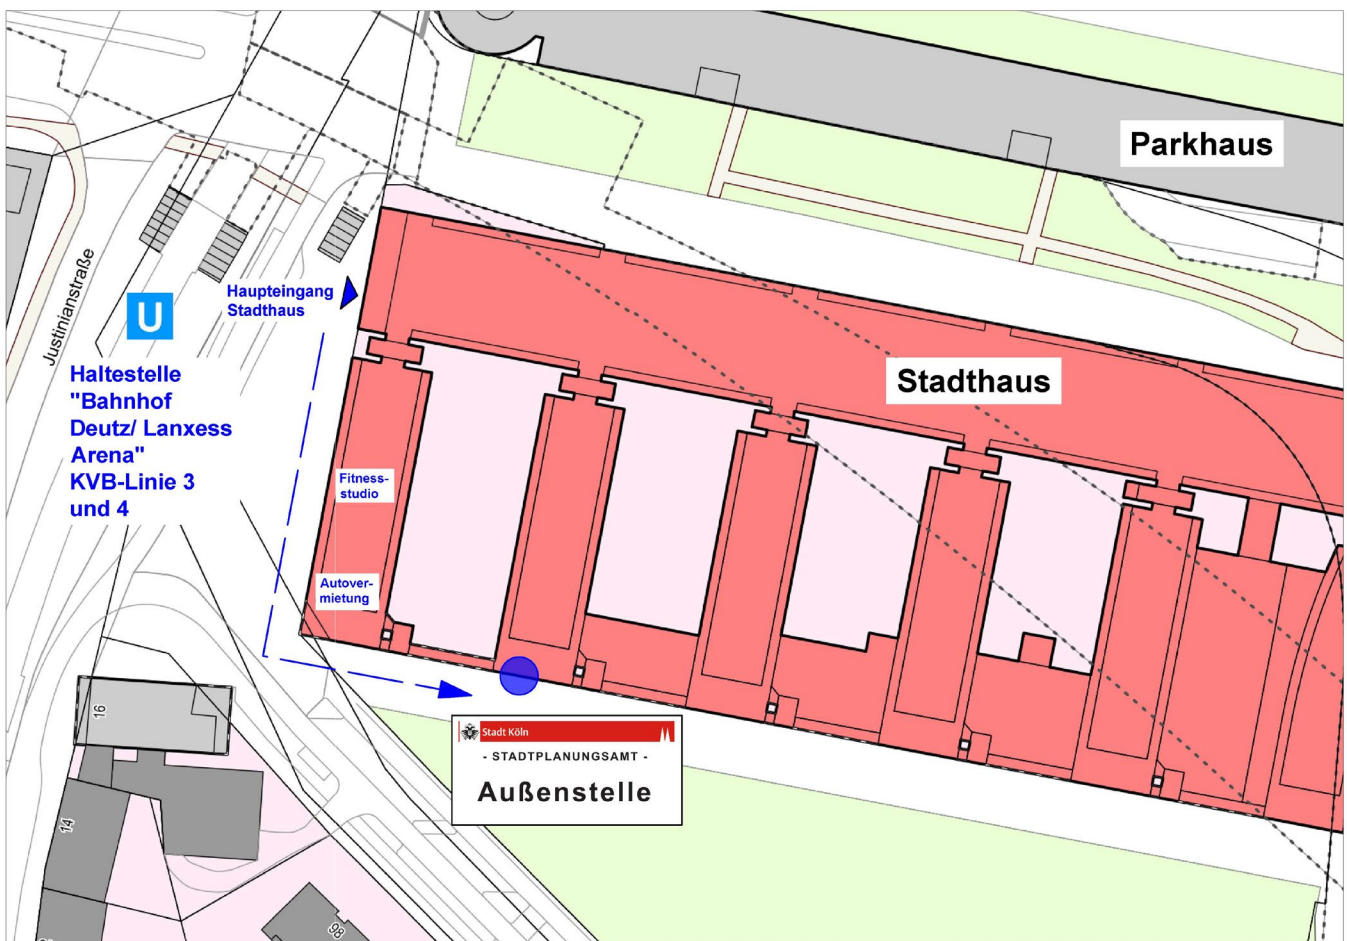 Parkhaus
Justinianstraße
U
Haupteingang
Stadthaus
Haltestelle
"Bahnhof
Deutz/ Lanxess
Arena"
KVB-Linie 3
und 4
Stadthaus
Fitness-
studio
Autover-
mietung
Stadt Köln
- STADTPLANUNGSAMT -
Außenstelle
16
14
98